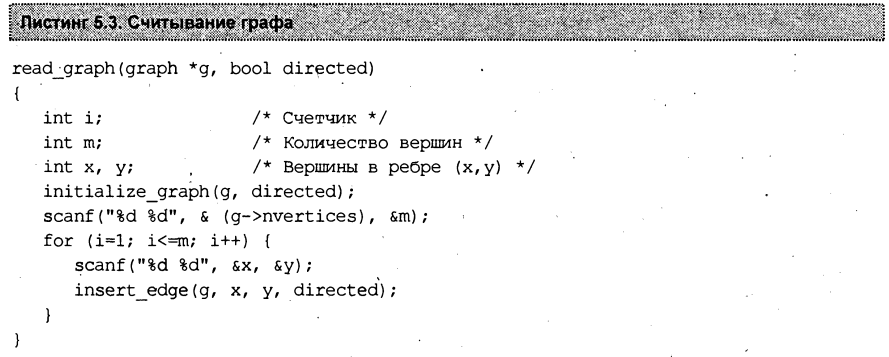 Листинг 5.3. Считывание графа
read_graph(graph *g, bool directed)
{
int i; /* Счетчик */
int m; /* Количество вершин */
int x, y; /* Вершины в ребре (x,y) */
initialize_graph(g, directed);
scanf("%d %d", & (g->nvertices), &m);
for (i=1; i<=m; i++) {
scanf("%d %d", &x, &y);
insert_edge(g, x, y, directed);
}
}